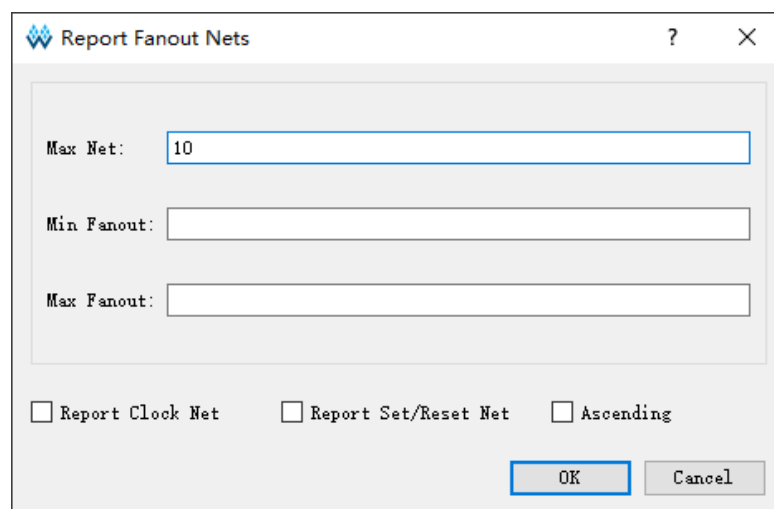 Report Fanout Nets ?
Max Net: 10
Min Fanout:
Max Fanout:
Report Clock Net Report Set/Reset Net Ascending
OK Cancel